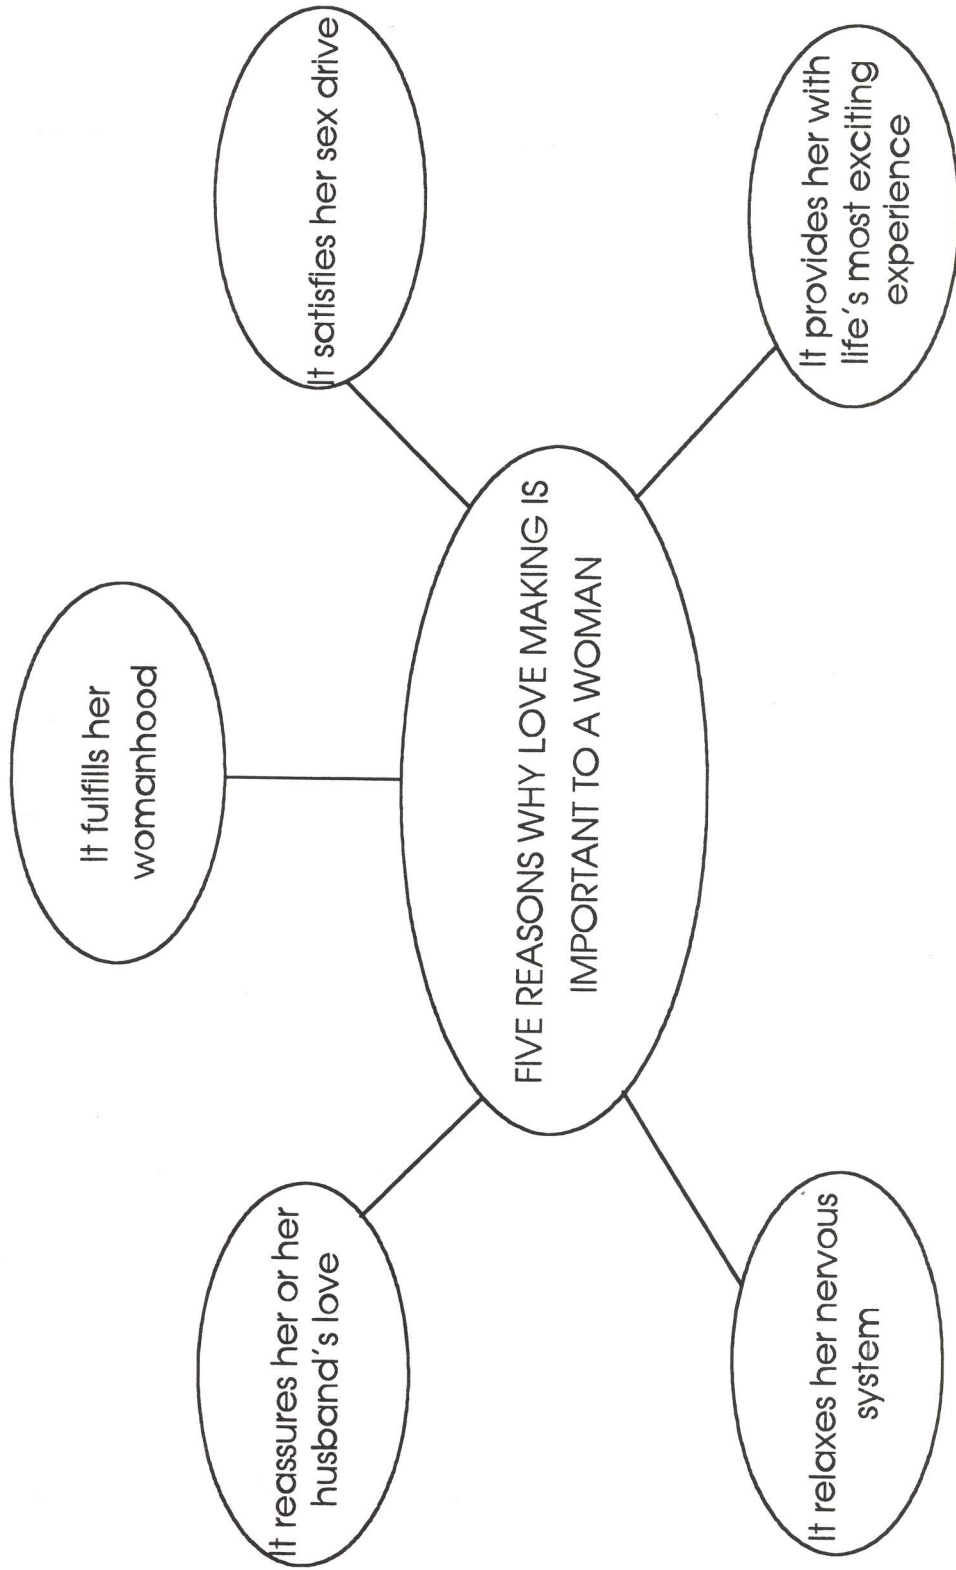 It fulfills her
womanhood
It reassures her or her
husband's love
It satisfies her sex drive
FIVE REASONS WHY LOVE MAKING IS
IMPORTANT TO A WOMAN
It relaxes her nervous
system
It provides her with
life's most exciting
experience